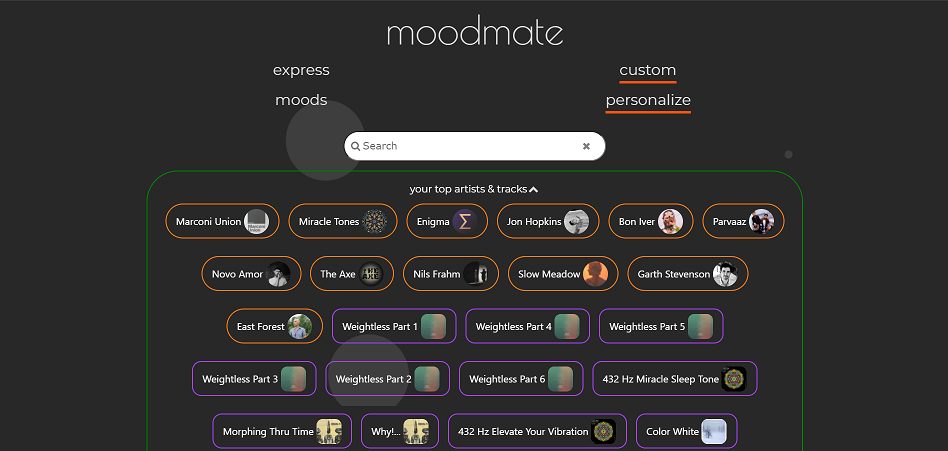 moodmate
express custom
moods personalize
Search
your top artists & tracks
Marconi Union Miracle Tones Enigma Jon Hopkins Bon Iver Parvaaz
Novo Amor The Axe Nils Frahm Slow Meadow Garth Stevenson
East Forest Weightless Part 1 Weightless Part 4 Weightless Part 5
Weightless Part 3 Weightless Part 2 Weightless Part 6 432 Hz Miracle Sleep Tone
Morphing Thru Time Why!... 432 Hz Elevate Your Vibration Color White